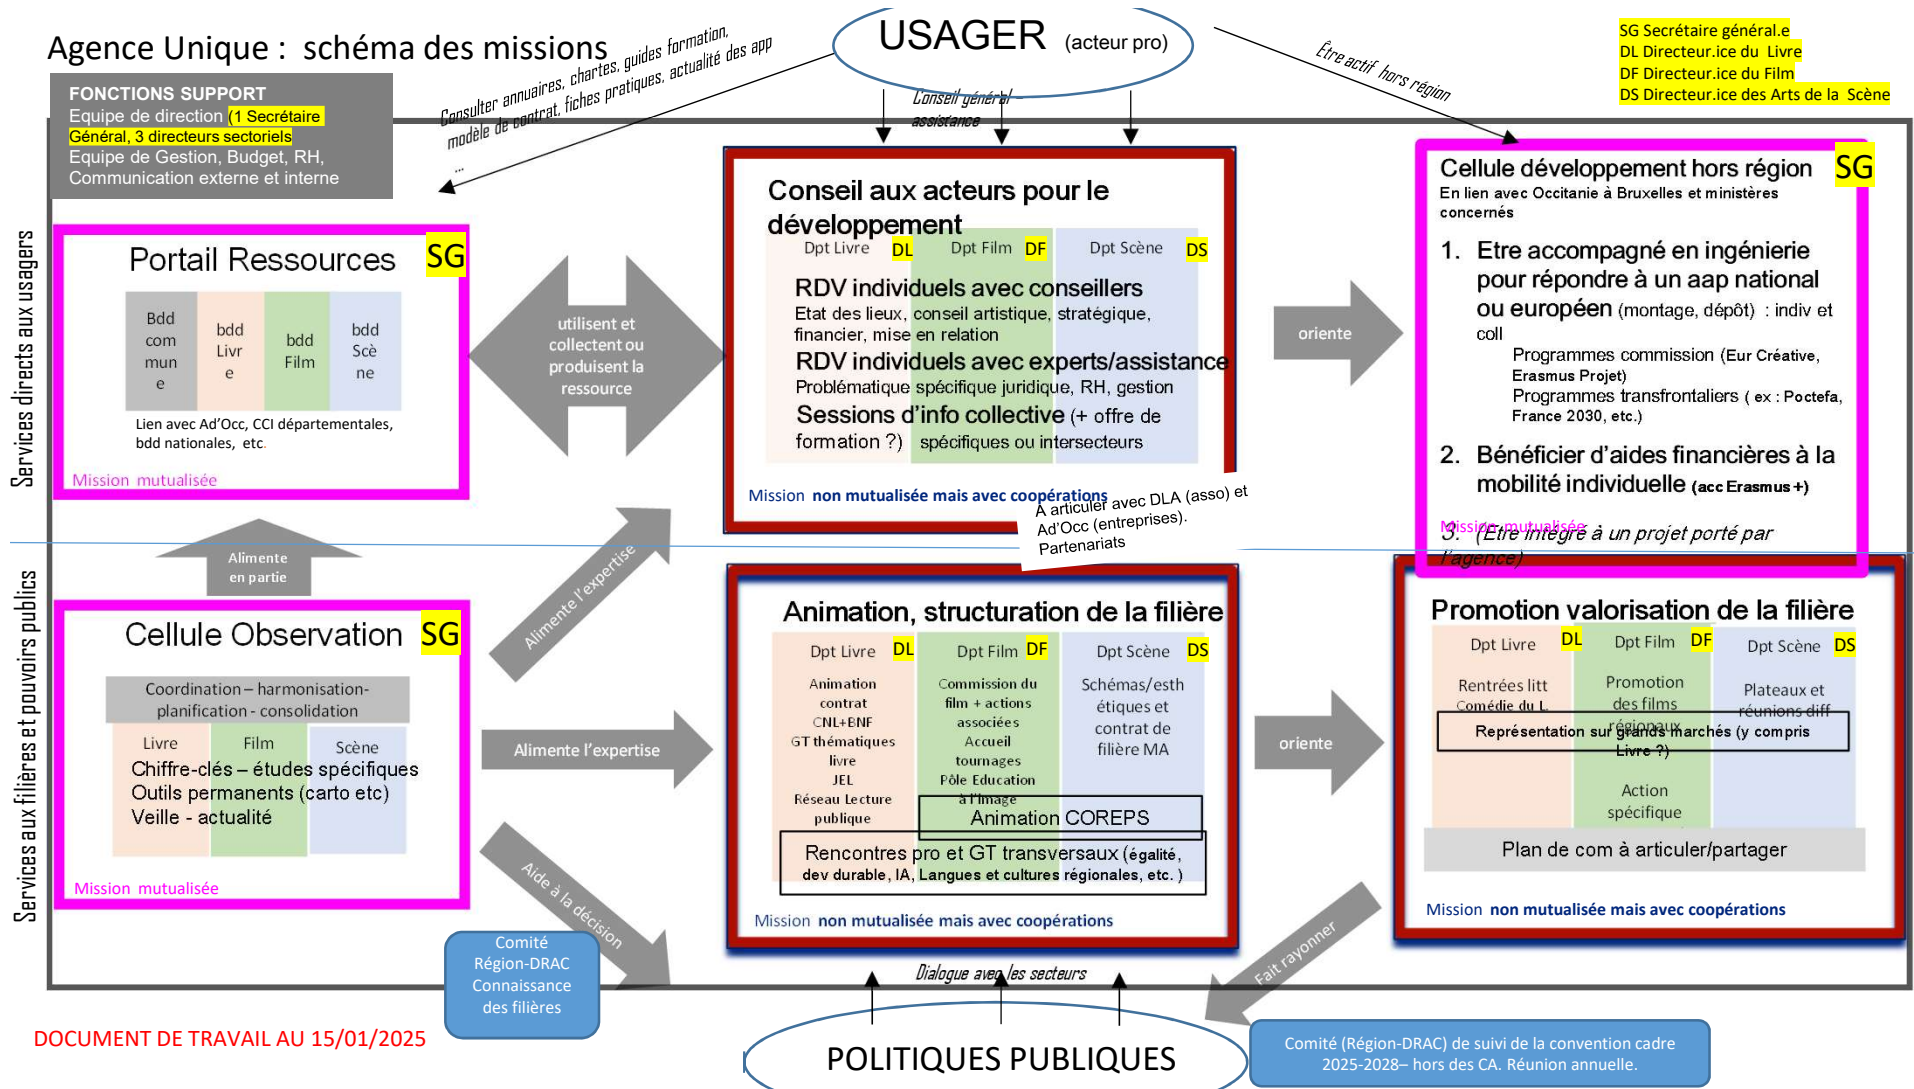 Agence Unique :  schéma des missions
USAGER (acteur pro)
SG Secrétaire général.e
DL Directeur.ice du  Livre
DF Directeur.ice du Film
DS Directeur.ice des Arts de la  Scène
FONCTIONS SUPPORT
Equipe de direction (1 Secrétaire
Général, 3 directeurs sectoriels
Equipe de Gestion, Budget, RH,
Communication externe et interne
Consulter annuaires, chartes, guides formation,
modèle de contrat, fiches pratiques, actualité des app
...
Conseil général –
assistance
Être actif  hors région
Services directs aux usagers
Services aux filières et pouvoirs publics
Portail Ressources
SG
Bdd
com
mun
e
bdd
Livr
e
bdd
Film
bdd
Scè
ne
Lien avec Ad'Occ, CCI départementales,
bdd nationales,  etc.
Mission  mutualisée
utilisent et
collectent ou
produisent la
ressource
Conseil aux acteurs pour le
développement
Dpt Livre
DL
Dpt Film
DF
Dpt Scène
DS
RDV individuels avec conseillers
Etat des lieux, conseil artistique, stratégique,
financier, mise en relation
RDV individuels avec experts/assistance
Problématique spécifique juridique, RH, gestion
Sessions d'info collective (+ offre de
formation ?)   spécifiques ou intersecteurs
Mission  non mutualisée mais avec coopérations
A articuler avec DLA (asso) et
Ad'Occ (entreprises).
Partenariats
oriente
Cellule développement hors région
SG
En lien avec Occitanie à Bruxelles et ministères
concernés
1. Etre accompagné en ingénierie
pour répondre à un aap national
ou européen (montage, dépôt)  : indiv et
coll
Programmes commission (Eur Créative,
Erasmus Projet)
Programmes transfrontaliers ( ex : Poctefa,
France 2030, etc.)
2. Bénéficier d'aides financières à la
mobilité individuelle (acc Erasmus +)
Mission  mutualisée
3. (Etre intégré à un projet porté par
l'agence)
Alimente
en partie
Alimente l'expertise
Cellule Observation
SG
Coordination – harmonisation-
planification - consolidation
Livre
Film
Scène
Chiffre-clés – études spécifiques
Outils permanents (carto etc)
Veille - actualité
Mission  mutualisée
Alimente l'expertise
Aide à la décision
Animation, structuration de la filière
Dpt Livre
DL
Dpt Film
DF
Dpt Scène
DS
Animation
contrat
CNL+BNF
GT thématiques
livre
JEL
Réseau Lecture
publique
Commission du
film + actions
associées
Accueil
tournages
Pôle Education
à l'Image
Schémas/esth
étiques et
contrat de
filière MA
Animation COREPS
Rencontres pro et GT transversaux (égalité,
dev durable, IA, Langues et cultures régionales, etc. )
Mission  non mutualisée mais avec coopérations
oriente
Promotion valorisation de la filière
Dpt Livre
DL
Dpt Film
DF
Dpt Scène
DS
Rentrées litt
Comédie du L.
Promotion
des films
régionaux
Plateaux et
réunions diff
Représentation sur grands marchés (y compris
Livre ?)
Action
spécifique
Plan de com à articuler/partager
Mission  non mutualisée mais avec coopérations
Fait rayonner
Comité
Région-DRAC
Connaissance
des filières
Dialogue avec les secteurs
DOCUMENT DE TRAVAIL AU 15/01/2025
POLITIQUES PUBLIQUES
Comité (Région-DRAC) de suivi de la convention cadre
2025-2028– hors des CA. Réunion annuelle.